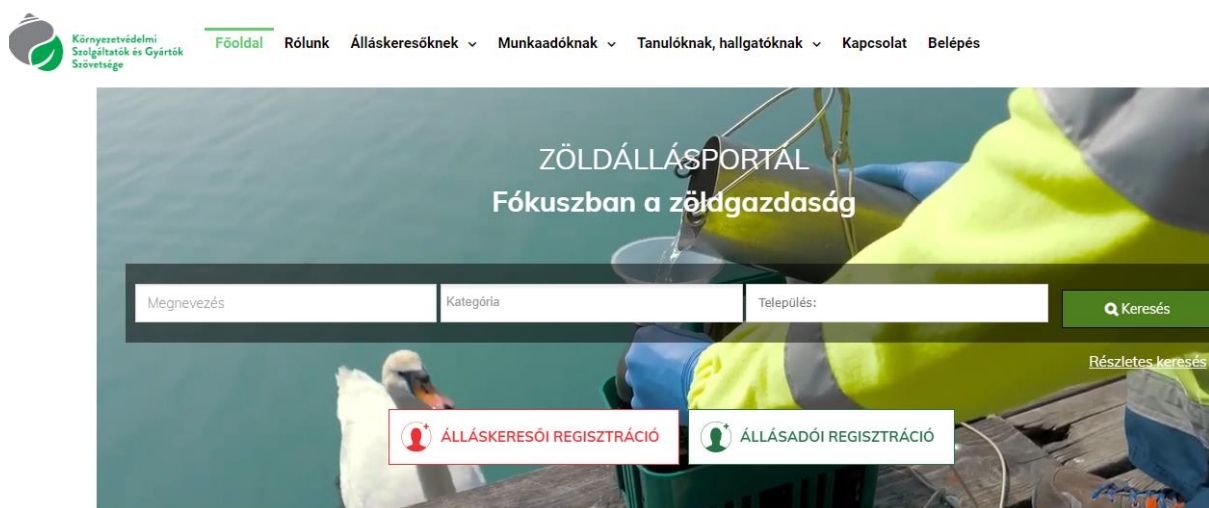 Környezetvédelmi
Szolgáltatók és Gyártók
Szövetsége
Főoldal Rólunk Álláskeresőknek Munkaadóknak Tanulóknak, hallgatóknak Kapcsolat Belépés
ZÖLDÁLLÁSPORTÁL
Fókuszban a zöldgazdaság
Megnevezés Kategória Település: Keresés
Részletes keresés
ÁLLÁSKERESŐI REGISZTRÁCIÓ ÁLLÁSADÓI REGISZTRÁCIÓ